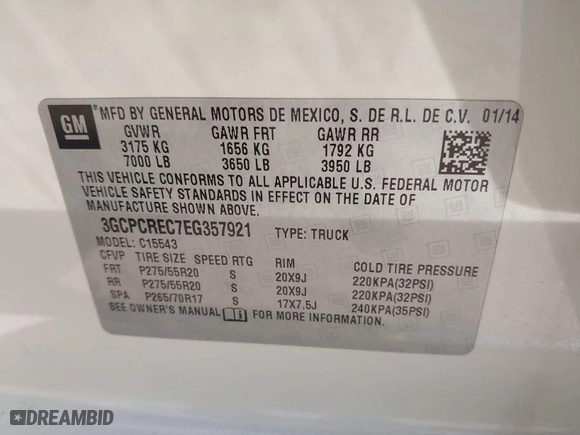 GM MFD BY GENERAL MOTORS DE MEXICO, S. DE R.L. DE C.V. 01/14
GVWR GAWR FRT GAWR RR
3175 KG 1656 KG 1792 KG
7000 LB 3650 LB 3950 LB
THIS VEHICLE CONFORMS TO ALL APPLICABLE U.S. FEDERAL MOTOR
VEHICLE SAFETY STANDARDS IN EFFECT ON THE DATE OF
MANUFACTURE SHOWN ABOVE.
3GCPCREC7EG357921 TYPE: TRUCK
MODEL: C15543
CFVP TIRE SIZE SPEED RTG RIM COLD TIRE PRESSURE
FRT P275/55R20 S 20X9J 220KPA(32PSI)
RR P275/55R20 S 20X9J 220KPA(32PSI)
SPA P265/70R17 S 17X7.5J 240KPA(35PSI)
SEE OWNER'S MANUAL FOR MORE INFORMATION.
DREAMBID